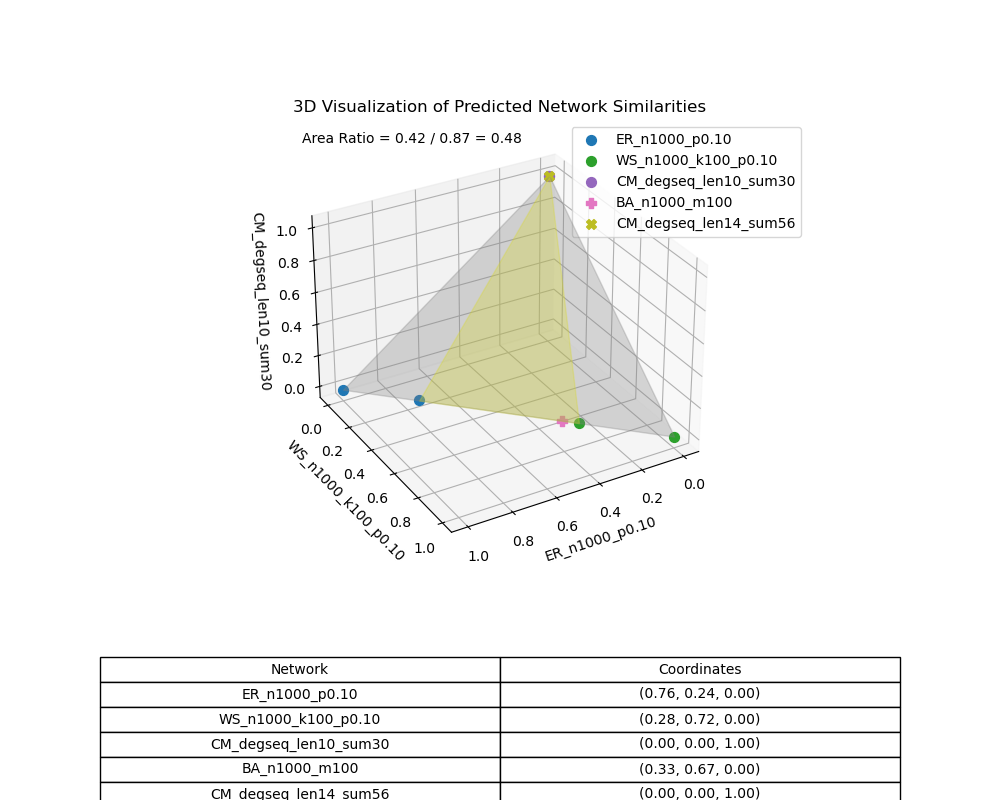 3D Visualization of Predicted Network Similarities
Area Ratio = 0.42 / 0.87 = 0.48
ER_n1000_p0.10
WS_n1000_k100_p0.10
CM_degseq_len10_sum30
BA_n1000_m100
CM_degseq_len14_sum56
CM_degseq_len10_sum30
1.0
0.8
0.6
0.4
0.2
0.0
WS_n1000_k100_p0.10
0.0
0.2
0.4
0.6
0.8
1.0
ER_n1000_p0.10
1.0
0.8
0.6
0.4
0.2
0.0
Network Coordinates
ER_n1000_p0.10 (0.76, 0.24, 0.00)
WS_n1000_k100_p0.10 (0.28, 0.72, 0.00)
CM_degseq_len10_sum30 (0.00, 0.00, 1.00)
BA_n1000_m100 (0.33, 0.67, 0.00)
CM_degseq_len14_sum56 (0.00, 0.00, 1.00)